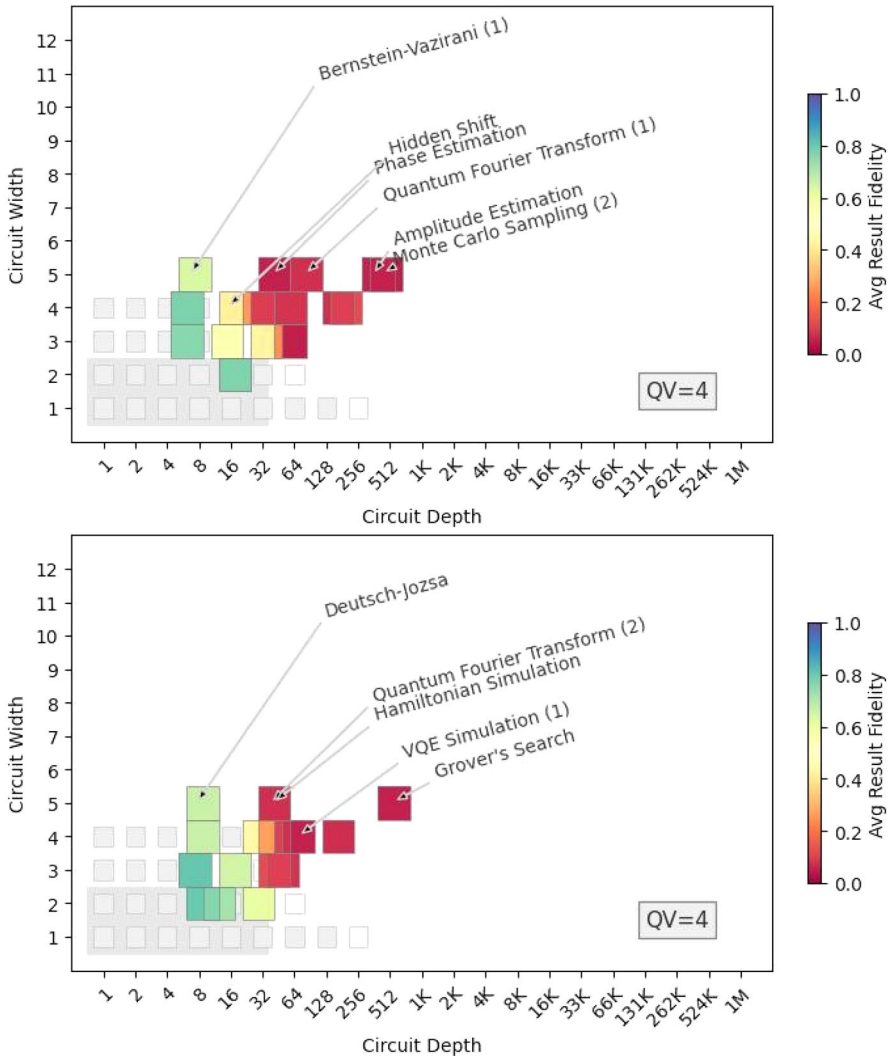 12
11
10
9
8
7
6
5
4
3
2
1
Circuit Width
Bernstein-Vazirani (1)
Hidden Shift
Phase Estimation
Quantum Fourier Transform (1)
Amplitude Estimation
Monte Carlo Sampling (2)
QV=4
1 2 4 8 16 32 64 128 256 512 1K 2K 4K 8K 16K 33K 66K 131K 262K 524K 1M
Circuit Depth
1.0
0.8
0.6
0.4
0.2
0.0
Avg Result Fidelity
12
11
10
9
8
7
6
5
4
3
2
1
Circuit Width
Deutsch-Jozsa
Quantum Fourier Transform (2)
Hamiltonian Simulation
VQE Simulation (1)
Grover's Search
QV=4
1 2 4 8 16 32 64 128 256 512 1K 2K 4K 8K 16K 33K 66K 131K 262K 524K 1M
Circuit Depth
1.0
0.8
0.6
0.4
0.2
0.0
Avg Result Fidelity